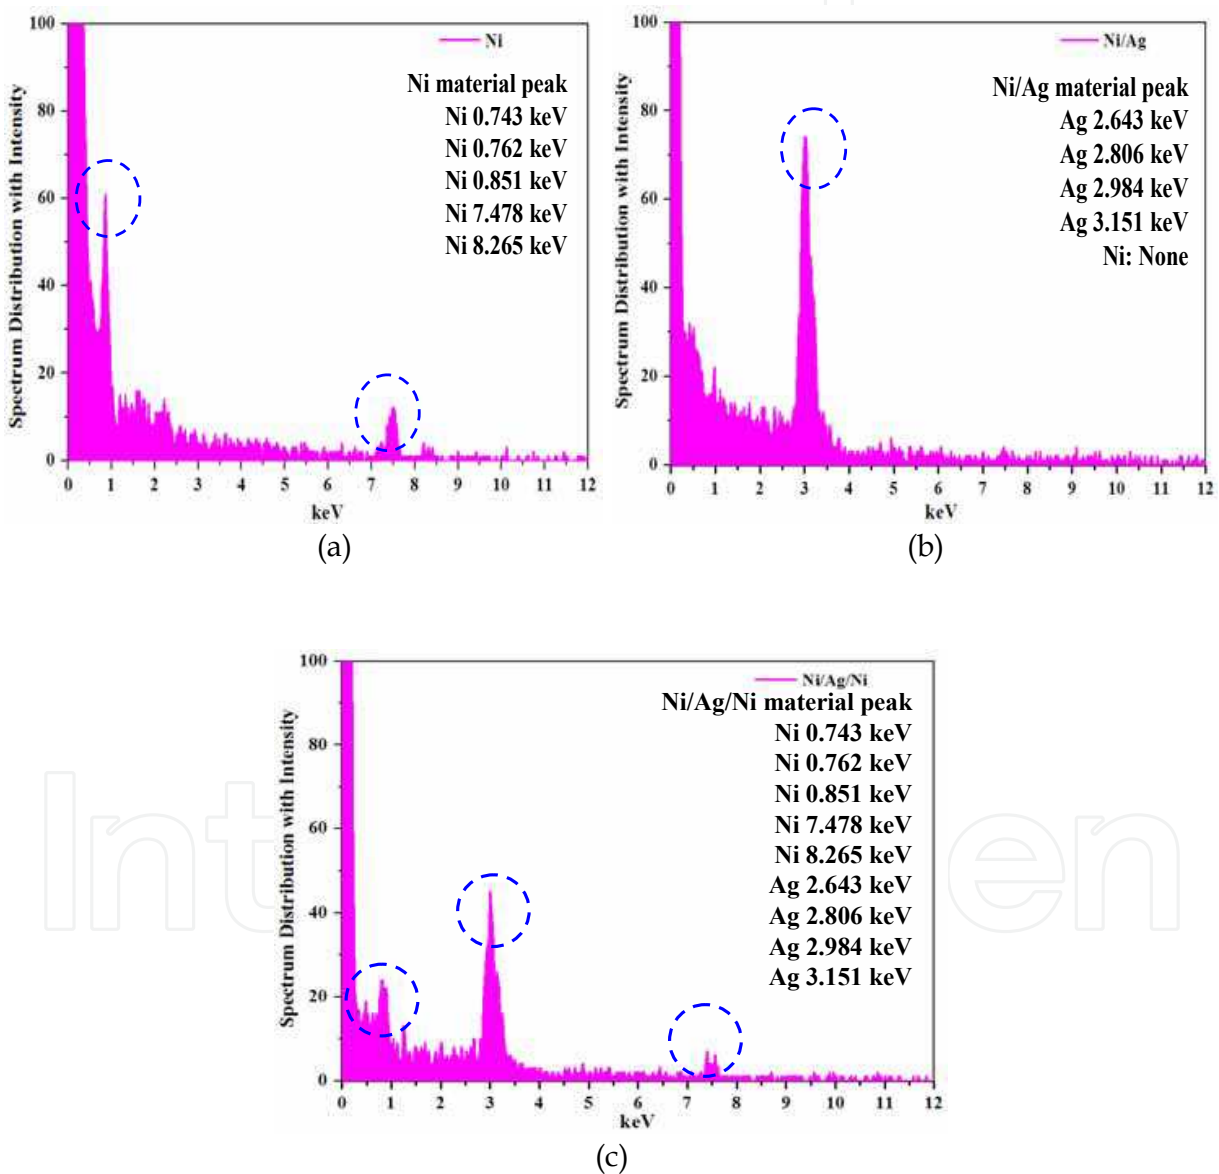 100
80
60
40
20
0
Spectrum Distribution with Intensity
Ni
Ni material peak
Ni 0.743 keV
Ni 0.762 keV
Ni 0.851 keV
Ni 7.478 keV
Ni 8.265 keV
0 1 2 3 4 5 6 7 8 9 10 11 12
keV
(a)
100
80
60
40
20
0
Spectrum Distribution with Intensity
Ni/Ag
Ni/Ag material peak
Ag 2.643 keV
Ag 2.806 keV
Ag 2.984 keV
Ag 3.151 keV
Ni: None
0 1 2 3 4 5 6 7 8 9 10 11 12
keV
(b)
100
80
60
40
20
0
Spectrum Distribution with Intensity
Ni/Ag/Ni
Ni/Ag/Ni material peak
Ni 0.743 keV
Ni 0.762 keV
Ni 0.851 keV
Ni 7.478 keV
Ni 8.265 keV
Ag 2.643 keV
Ag 2.806 keV
Ag 2.984 keV
Ag 3.151 keV
0 1 2 3 4 5 6 7 8 9 10 11 12
keV
(c)